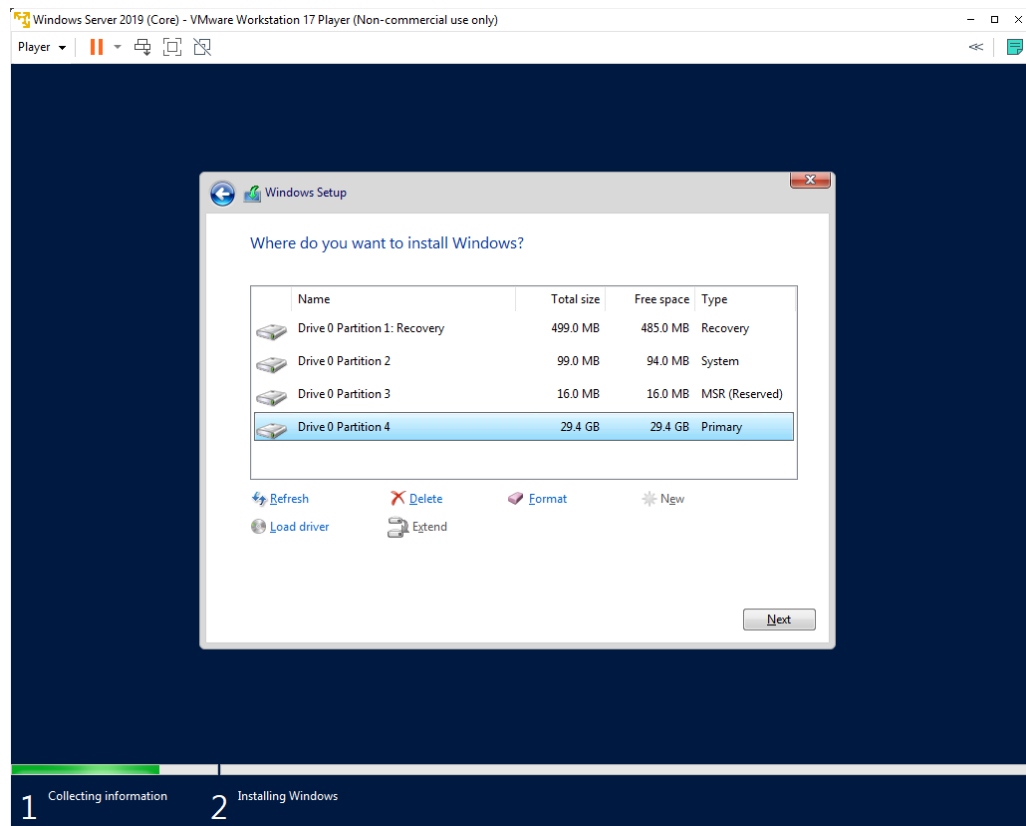 Windows Server 2019 (Core) - VMware Workstation 17 Player (Non-commercial use only)
Player
Windows Setup
Where do you want to install Windows?
Name Total size Free space Type
Drive 0 Partition 1: Recovery 499.0 MB 485.0 MB Recovery
Drive 0 Partition 2 99.0 MB 94.0 MB System
Drive 0 Partition 3 16.0 MB 16.0 MB MSR (Reserved)
Drive 0 Partition 4 29.4 GB 29.4 GB Primary
Refresh Delete Format New
Load driver Extend
Next
1 Collecting information 2 Installing Windows